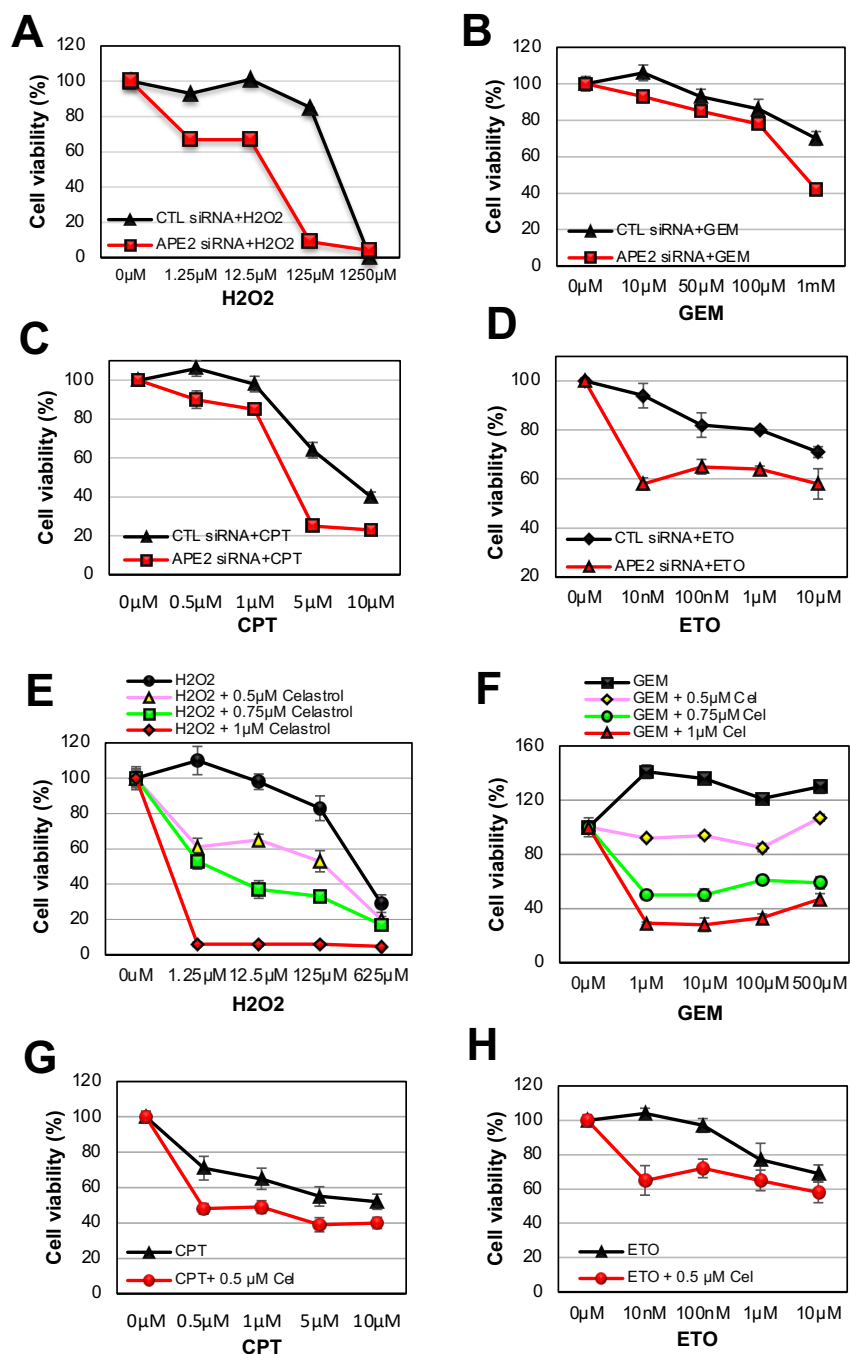 A
Cell viability (%)
120
100
80
60
40
20
0
CTL siRNA+H2O2
APE2 siRNA+H2O2
0µM 1.25µM 12.5µM 125µM 1250µM
H2O2
B
Cell viability (%)
120
100
80
60
40
20
0
CTL siRNA+GEM
APE2 siRNA+GEM
0µM 10µM 50µM 100µM 1mM
GEM
C
Cell viability (%)
100
80
60
40
20
0
CTL siRNA+CPT
APE2 siRNA+CPT
0µM 0.5µM 1µM 5µM 10µM
CPT
D
Cell viability (%)
100
80
60
40
20
CTL siRNA+ETO
APE2 siRNA+ETO
0µM 10nM 100nM 1µM 10µM
ETO
E
H2O2
H2O2 + 0.5µM Celastrol
H2O2 + 0.75µM Celastrol
H2O2 + 1µM Celastrol
Cell viability (%)
120
100
80
60
40
20
0
0uM 1.25µM 12.5µM 125µM 625µM
H2O2
F
GEM
GEM + 0.5µM Cel
GEM + 0.75µM Cel
GEM + 1µM Cel
Cell viability (%)
160
120
80
40
0
0µM 1µM 10µM 100µM 500µM
GEM
G
Cell viability (%)
120
100
80
60
40
20
0
CPT
CPT+ 0.5 µM Cel
0µM 0.5µM 1µM 5µM 10µM
CPT
H
Cell viability (%)
120
100
80
60
40
20
0
ETO
ETO + 0.5 µM Cel
0µM 10nM 100nM 1µM 10µM
ETO